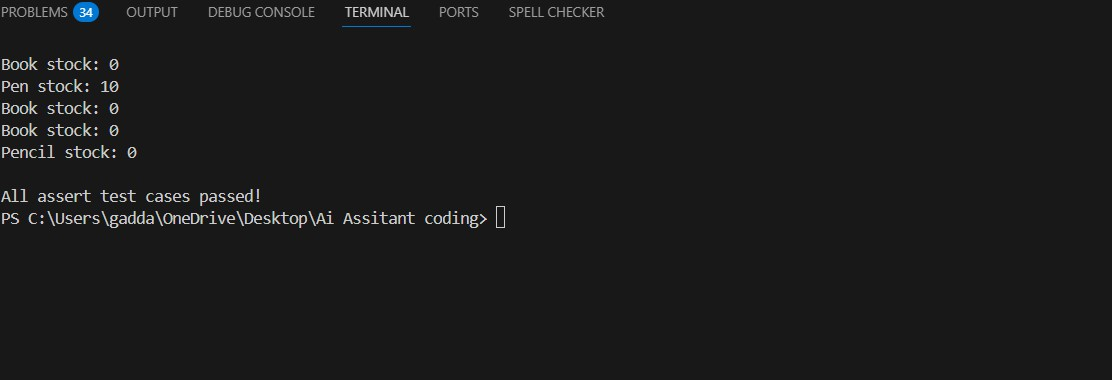 PROBLEMS 34 OUTPUT DEBUG CONSOLE TERMINAL PORTS SPELL CHECKER
Book stock: 0
Pen stock: 10
Book stock: 0
Book stock: 0
Pencil stock: 0
All assert test cases passed!
PS C:\Users\gadda\OneDrive\Desktop\Ai Assitant coding>